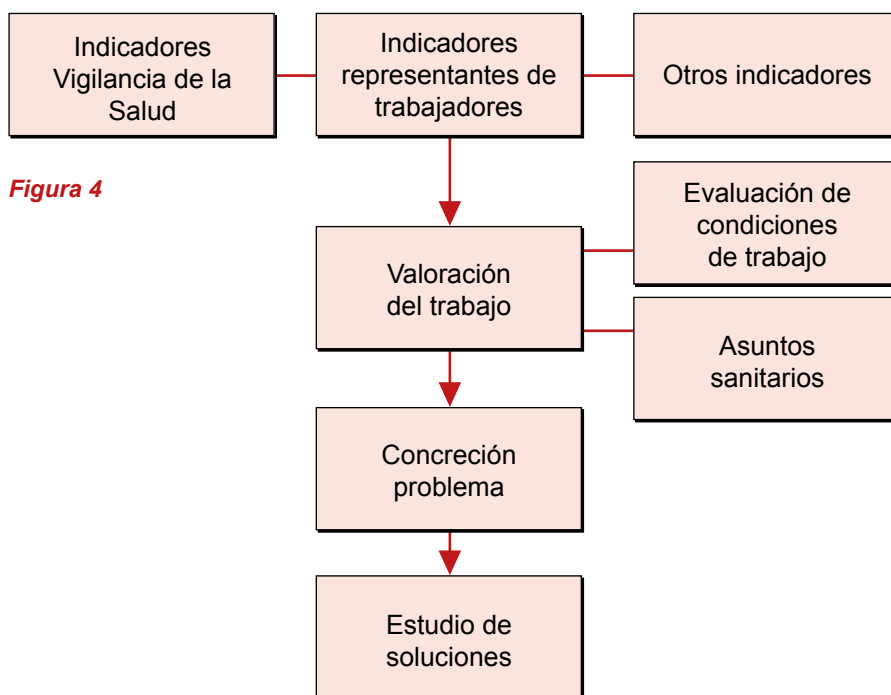 Indicadores
Vigilancia de la
Salud
Indicadores
representantes de
trabajadores
Otros indicadores
Figura 4
Evaluación de
condiciones
de trabajo
Valoración
del trabajo
Asuntos
sanitarios
Concreción
problema
Estudio de
soluciones